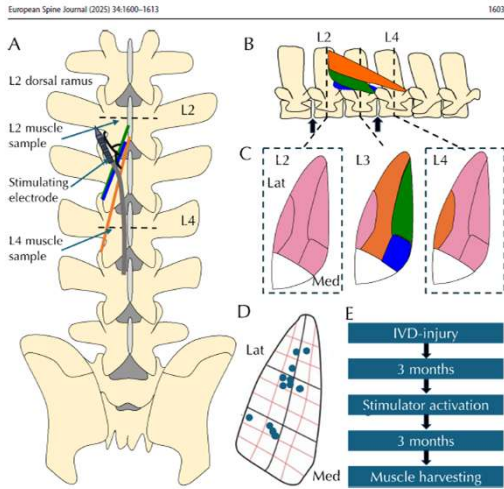 European Spine Journal (2025) 34:1600–1613
1603
A
L2 dorsal ramus
L2 muscle
sample
Stimulating
electrode
L4 muscle
sample
L2
L4
B
L2
L4
C
L2
L3
L4
Lat
Med
D
Lat
Med
E
IVD-injury
3 months
Stimulator activation
3 months
Muscle harvesting